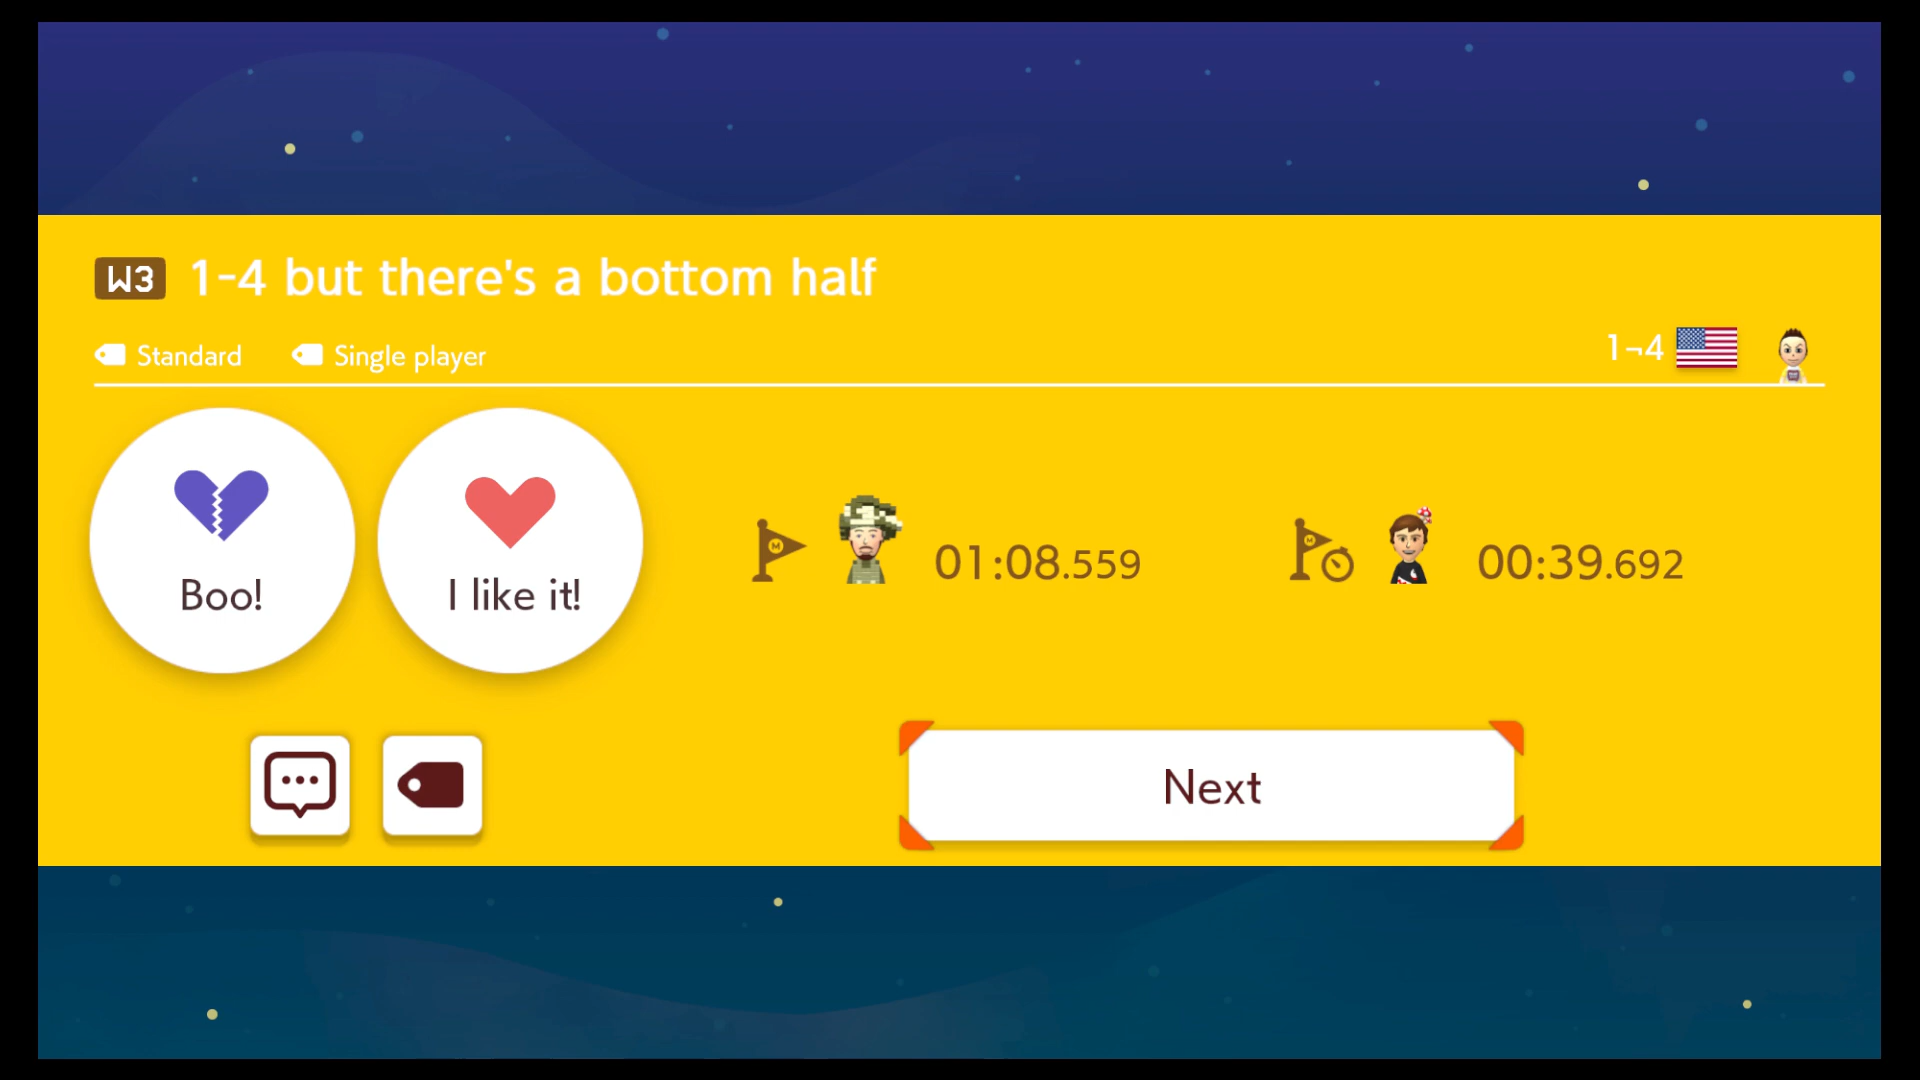 W3 1-4 but there's a bottom half
Standard Single player
1¬4
Boo!
I like it!
M 01:08.559
M 00:39.692
Next